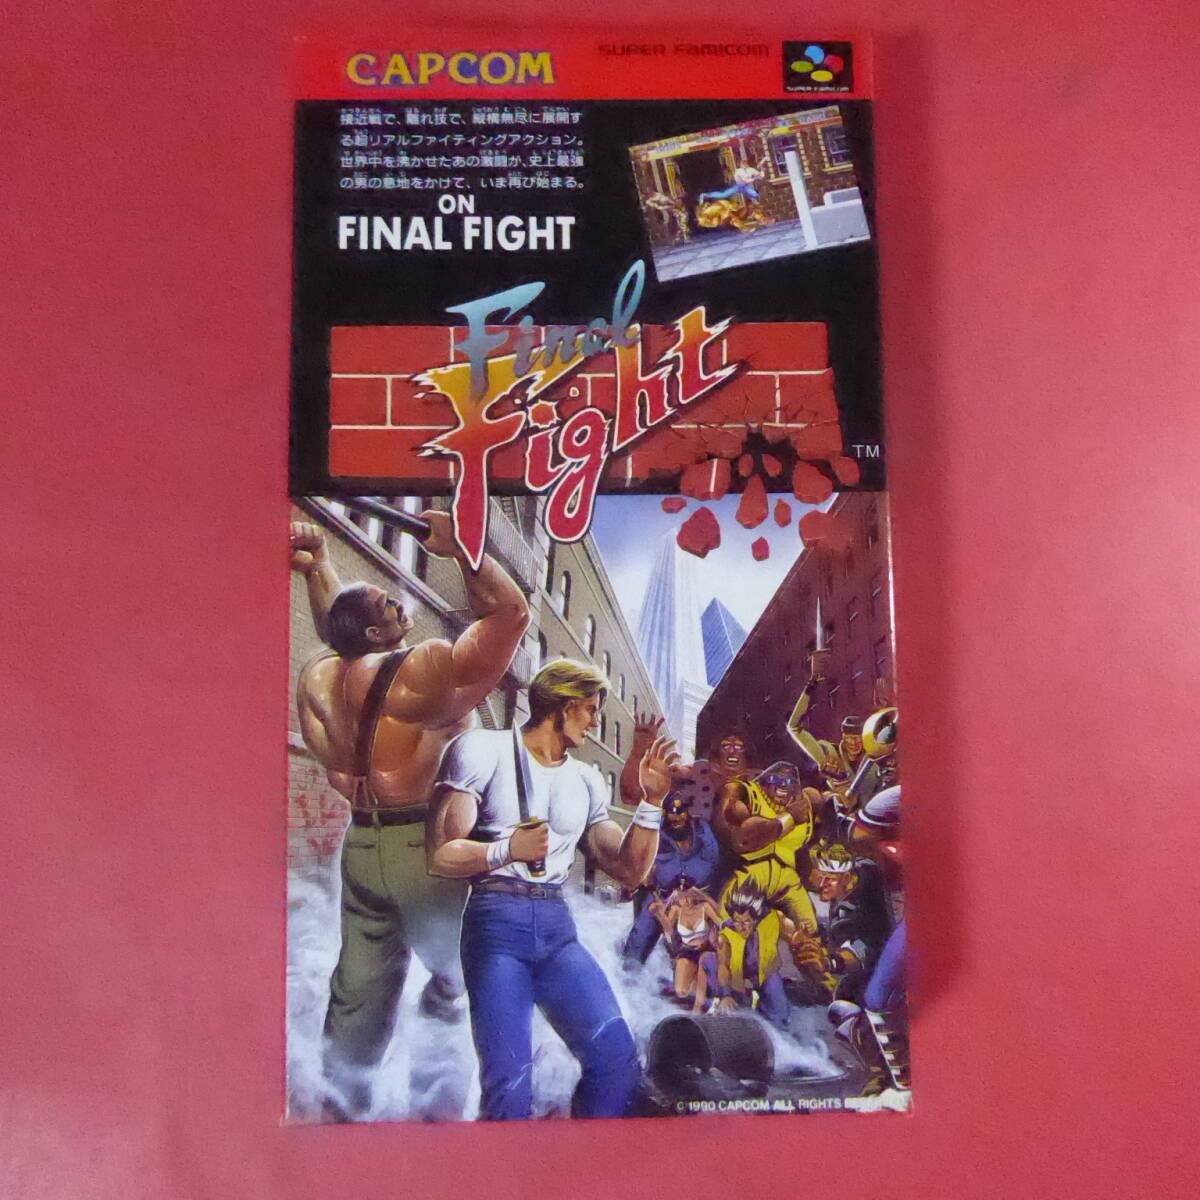 CAPCOM
SUPER FAMICOM
SUPER FAMICOM
接近戦で、離れ技で、縦横無尽に展開す
る超リアルファイティングアクション。
世界中を沸かせたあの激闘が、史上最強
の男の意地をかけて、いま再び始まる。
ON
FINAL FIGHT
Final
Fight
TM
© 1990 CAPCOM ALL RIGHTS